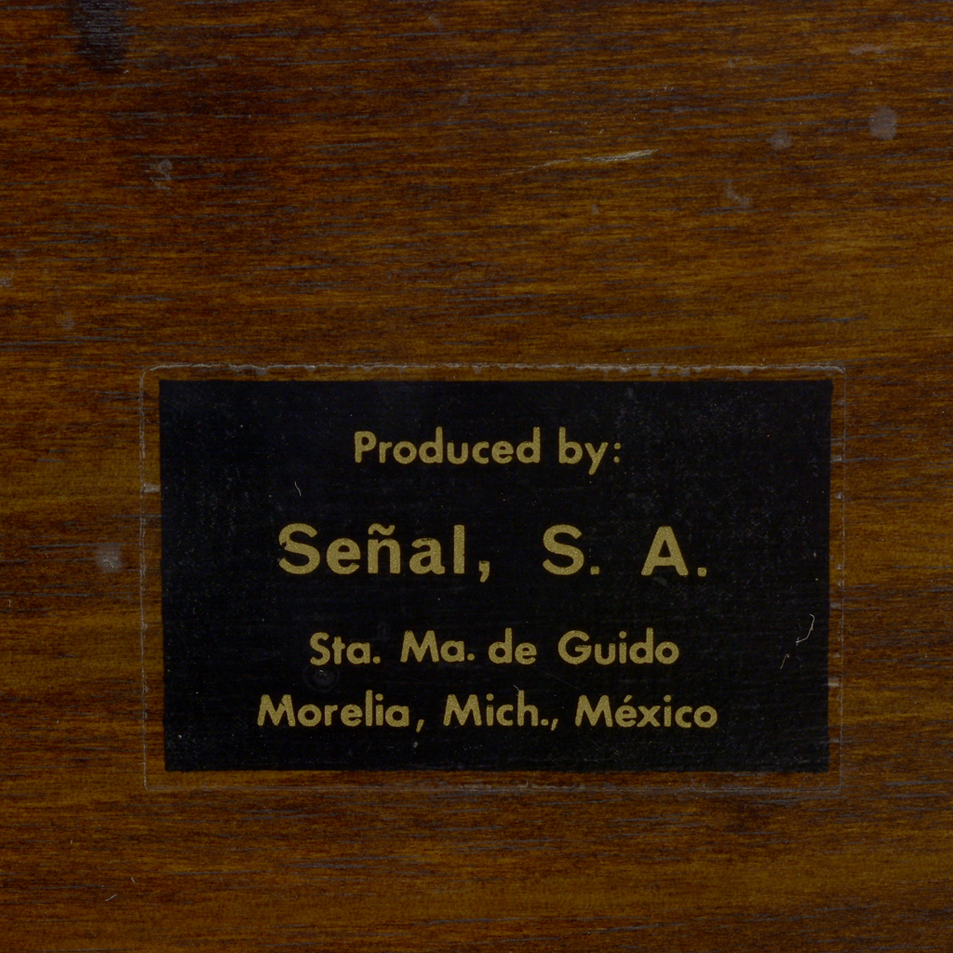 Produced by:
Señal, S. A.
Sta. Ma. de Guido
Morelia, Mich., México